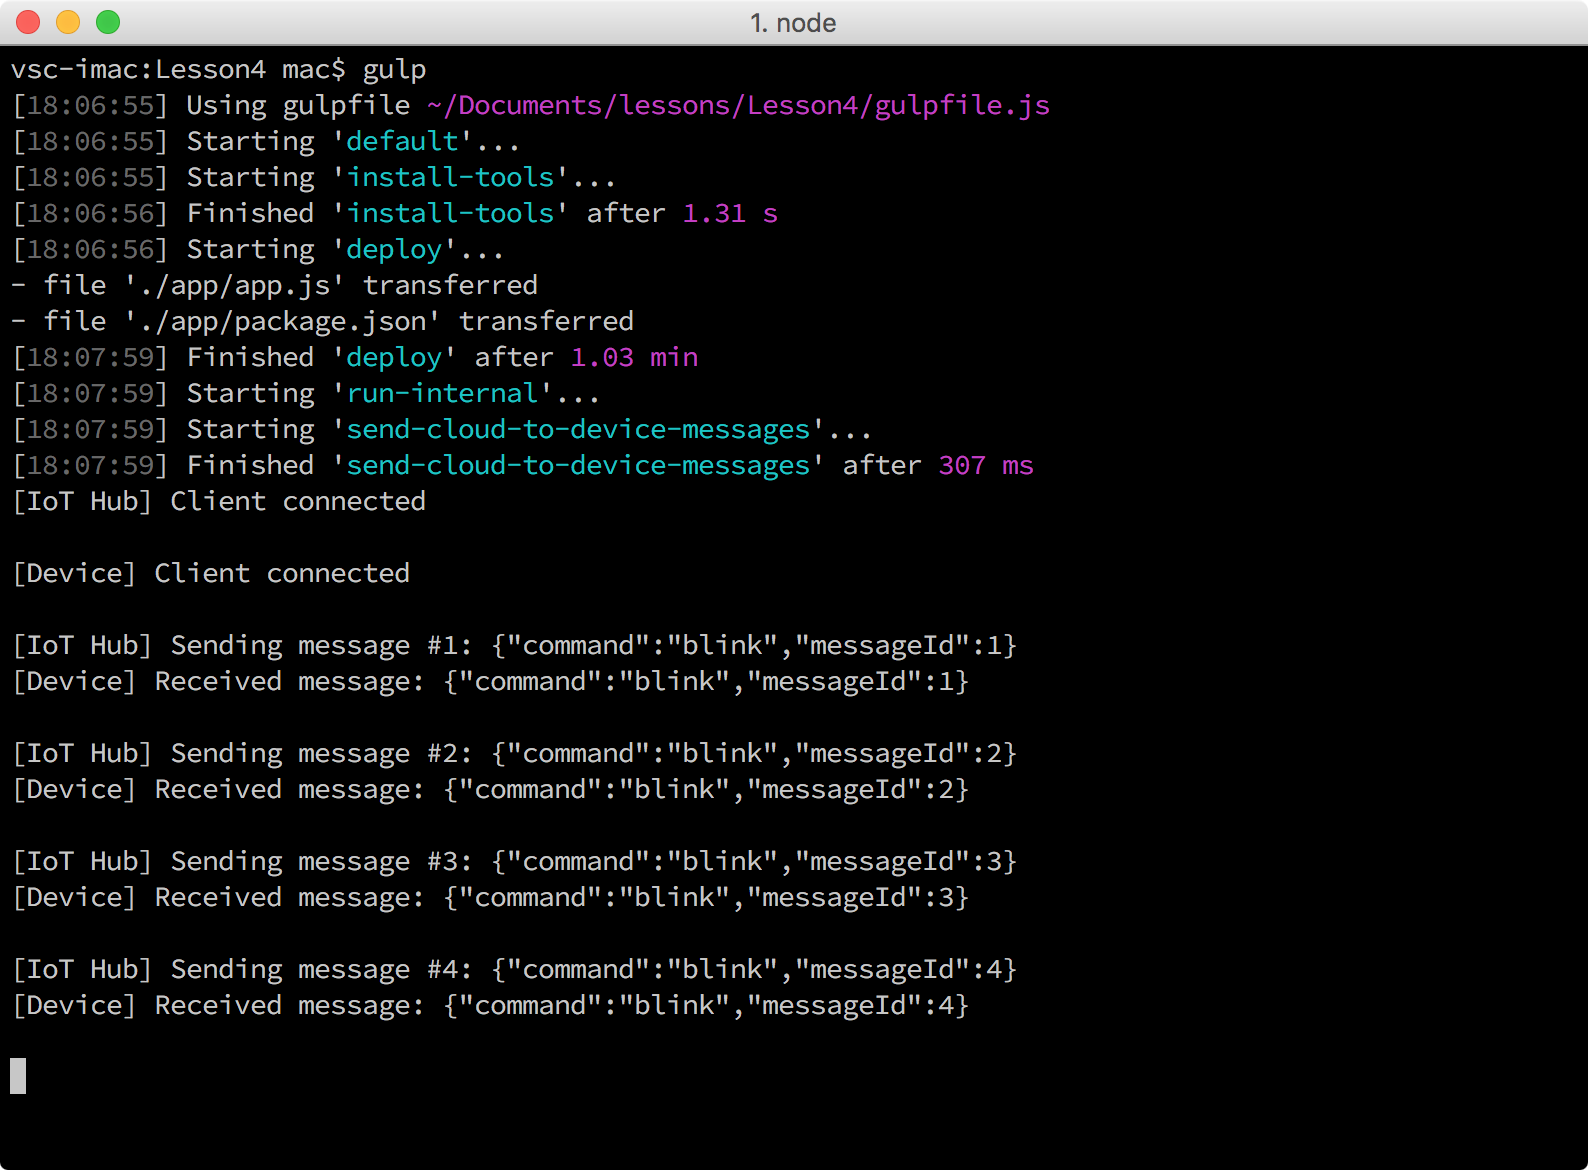 1. node
vsc-imac:Lesson4 mac$ gulp
[18:06:55] Using gulpfile ~/Documents/lessons/Lesson4/gulpfile.js
[18:06:55] Starting 'default'...
[18:06:55] Starting 'install-tools'...
[18:06:56] Finished 'install-tools' after 1.31 s
[18:06:56] Starting 'deploy'...
- file './app/app.js' transferred
- file './app/package.json' transferred
[18:07:59] Finished 'deploy' after 1.03 min
[18:07:59] Starting 'run-internal'...
[18:07:59] Starting 'send-cloud-to-device-messages'...
[18:07:59] Finished 'send-cloud-to-device-messages' after 307 ms
[IoT Hub] Client connected
[Device] Client connected
[IoT Hub] Sending message #1: {"command":"blink","messageId":1}
[Device] Received message: {"command":"blink","messageId":1}
[IoT Hub] Sending message #2: {"command":"blink","messageId":2}
[Device] Received message: {"command":"blink","messageId":2}
[IoT Hub] Sending message #3: {"command":"blink","messageId":3}
[Device] Received message: {"command":"blink","messageId":3}
[IoT Hub] Sending message #4: {"command":"blink","messageId":4}
[Device] Received message: {"command":"blink","messageId":4}